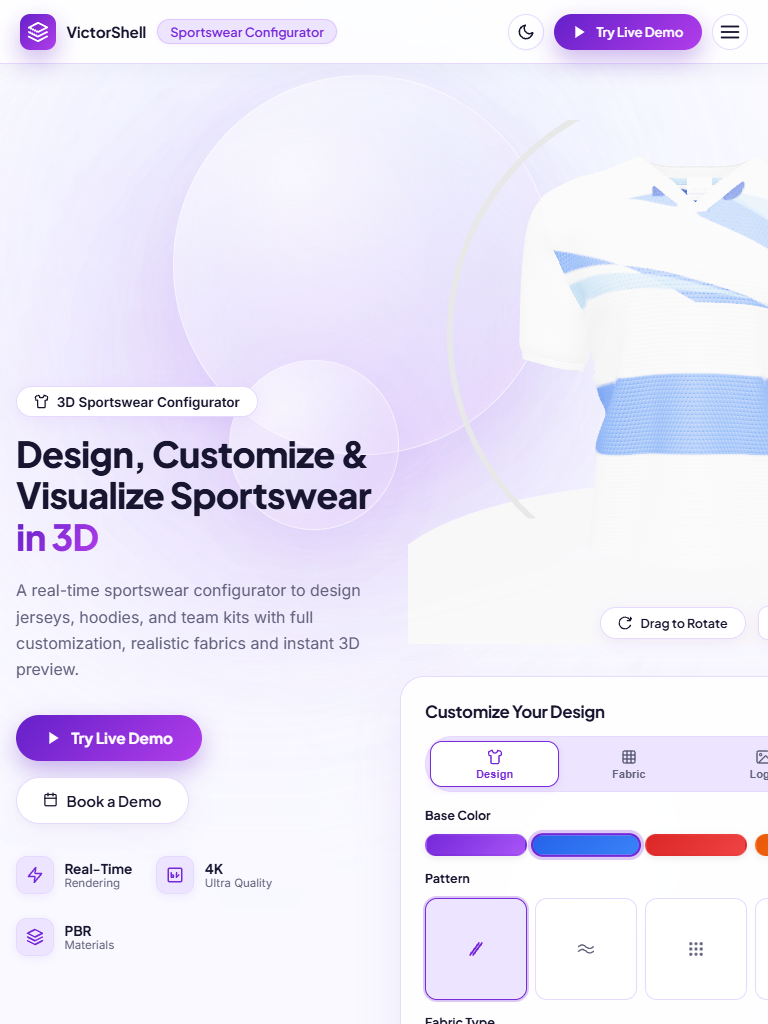 VictorShell
Sportswear Configurator
Try Live Demo
3D Sportswear Configurator
Design, Customize &
Visualize Sportswear
in 3D
A real-time sportswear configurator to design
jerseys, hoodies, and team kits with full
customization, realistic fabrics and instant 3D
preview.
Try Live Demo
Book a Demo
Real-Time
Rendering
4K
Ultra Quality
PBR
Materials
Drag to Rotate
Customize Your Design
Design
Fabric
Base Color
Pattern
Fabric Type